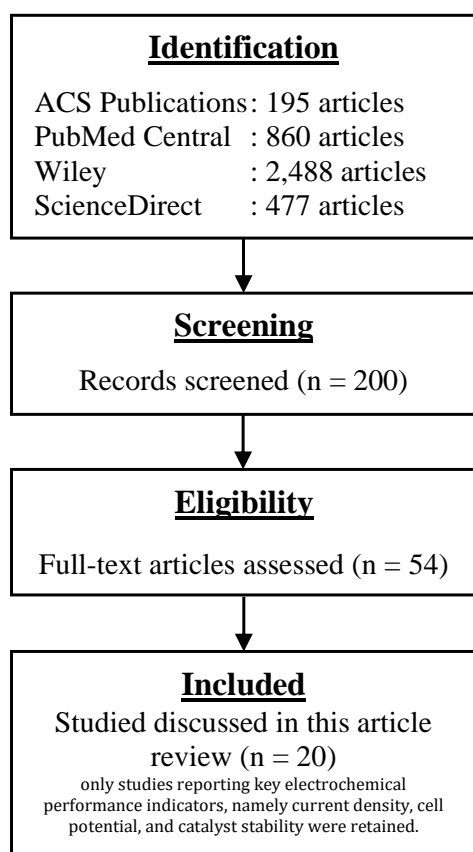 Identification
ACS Publications : 195 articles
PubMed Central : 860 articles
Wiley : 2,488 articles
ScienceDirect : 477 articles
Screening
Records screened (n = 200)
Eligibility
Full-text articles assessed (n = 54)
Included
Studied discussed in this article
review (n = 20)
only studies reporting key electrochemical
performance indicators, namely current density, cell
potential, and catalyst stability were retained.